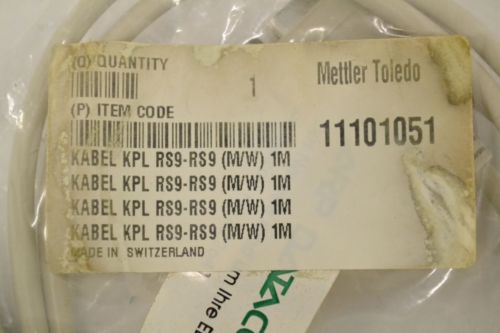 (Q) QUANTITY
1
Mettler Toledo
(P) ITEM CODE
11101051
KABEL KPL RS9-RS9 (M/W) 1M
KABEL KPL RS9-RS9 (M/W) 1M
KABEL KPL RS9-RS9 (M/W) 1M
KABEL KPL RS9-RS9 (M/W) 1M
MADE IN SWITZERLAND
Ihre